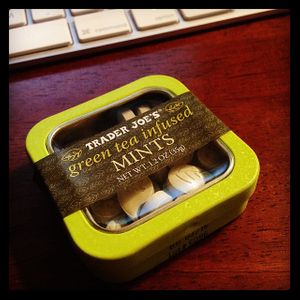 TRADER JOE'S
green tea infused
MINTS
NET WT. 1.2 OZ (35g)